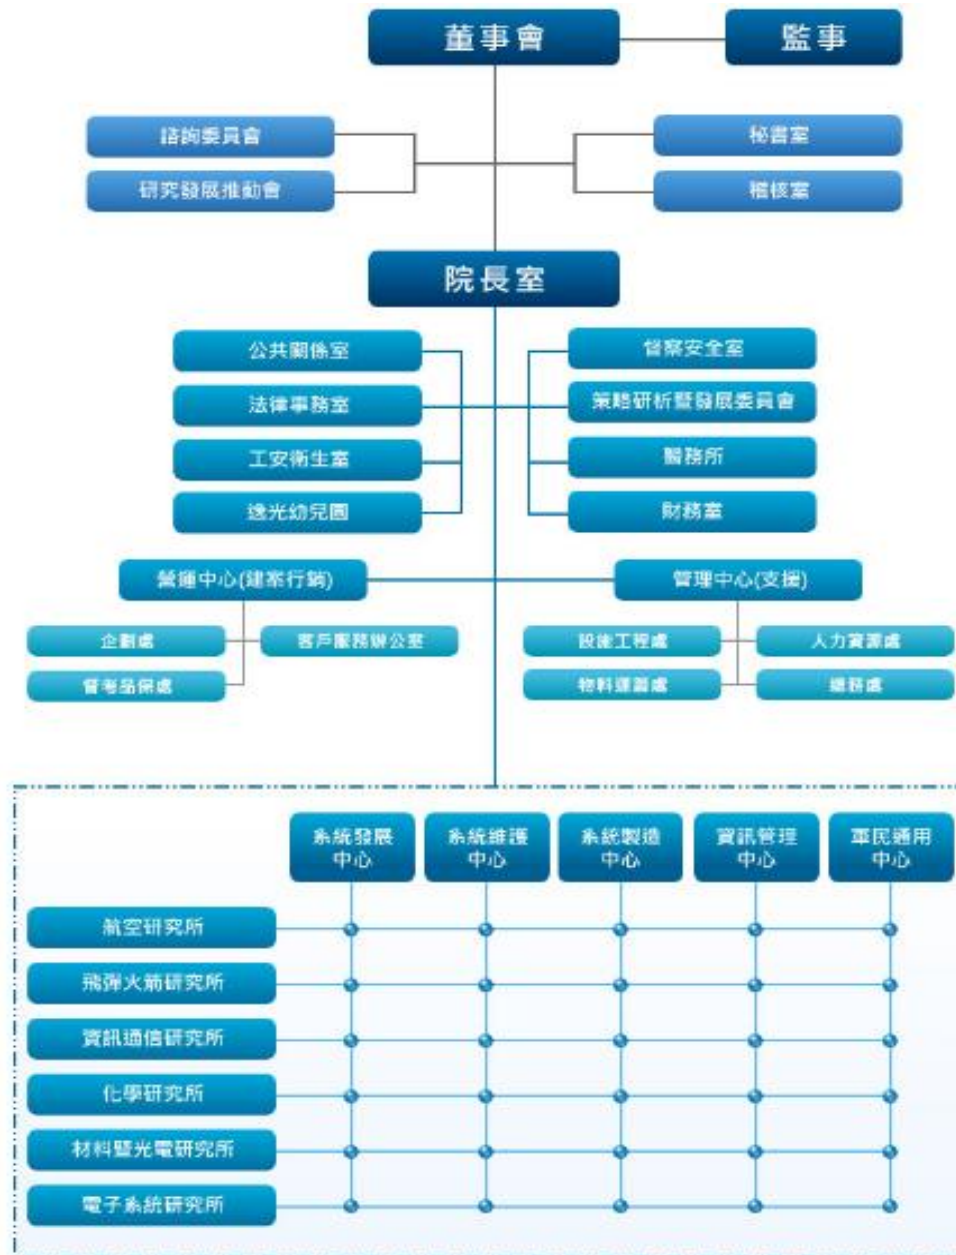 董事會
監事
諮詢委員會
秘書室
研究發展推動會
稽核室
院長室
公共關係室
督察安全室
法律事務室
策略研析暨發展委員會
工安衛生室
醫務所
逸光幼兒園
財務室
營運中心(建案行銷)
管理中心(支援)
企劃處
客戶服務辦公室
設施工程處
人力資源處
督考品保處
物料運籌處
總務處
系統發展
中心
系統維護
中心
系統製造
中心
資訊管理
中心
軍民通用
中心
航空研究所
飛彈火箭研究所
資訊通信研究所
化學研究所
材料暨光電研究所
電子系統研究所